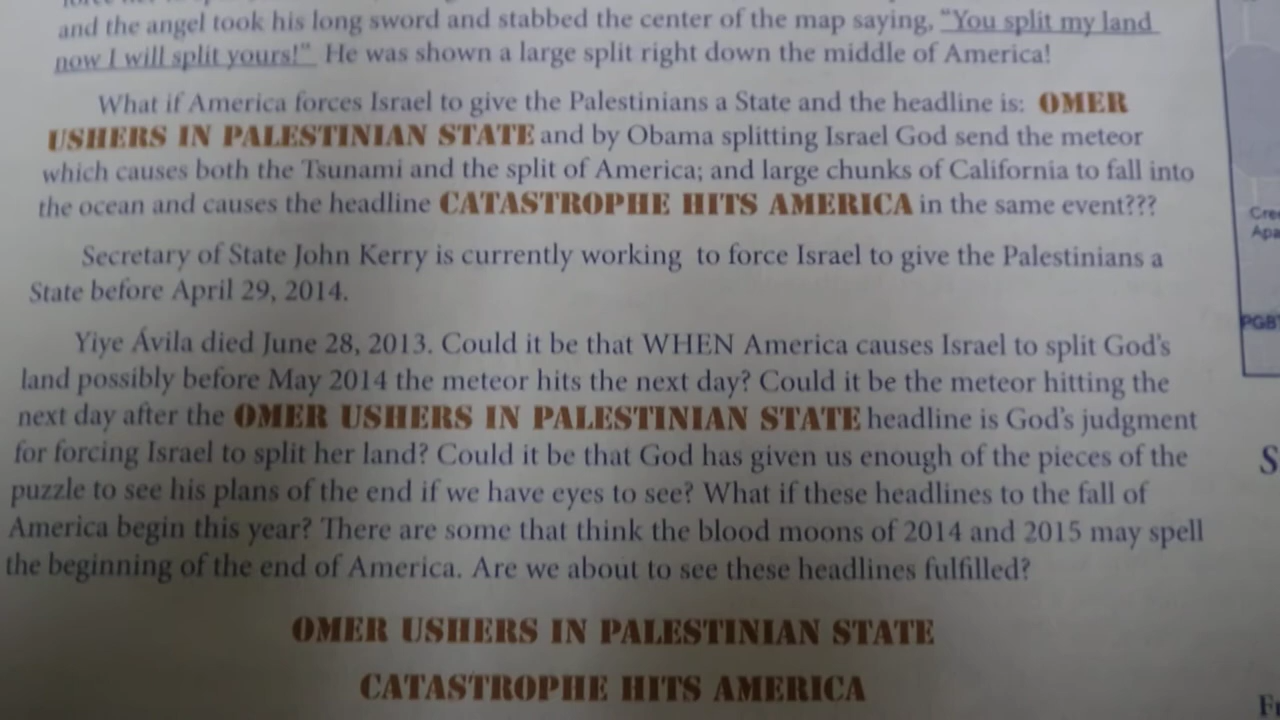 and the angel took his long sword and stabbed the center of the map saying, "You split my land
now I will split yours!" He was shown a large split right down the middle of America!
What if America forces Israel to give the Palestinians a State and the headline is: OMER
USHERS IN PALESTINIAN STATE and by Obama splitting Israel God send the meteor
which causes both the Tsunami and the split of America; and large chunks of California to fall into
the ocean and causes the headline CATASTROPHE HITS AMERICA in the same event???
Secretary of State John Kerry is currently working to force Israel to give the Palestinians a
State before April 29, 2014.
Yiye Ávila died June 28, 2013. Could it be that WHEN America causes Israel to split God's
land possibly before May 2014 the meteor hits the next day? Could it be the meteor hitting the
next day after the OMER USHERS IN PALESTINIAN STATE headline is God's judgment
for forcing Israel to split her land? Could it be that God has given us enough of the pieces of the
puzzle to see his plans of the end if we have eyes to see? What if these headlines to the fall of
America begin this year? There are some that think the blood moons of 2014 and 2015 may spell
the beginning of the end of America. Are we about to see these headlines fulfilled?
OMER USHERS IN PALESTINIAN STATE
CATASTROPHE HITS AMERICA